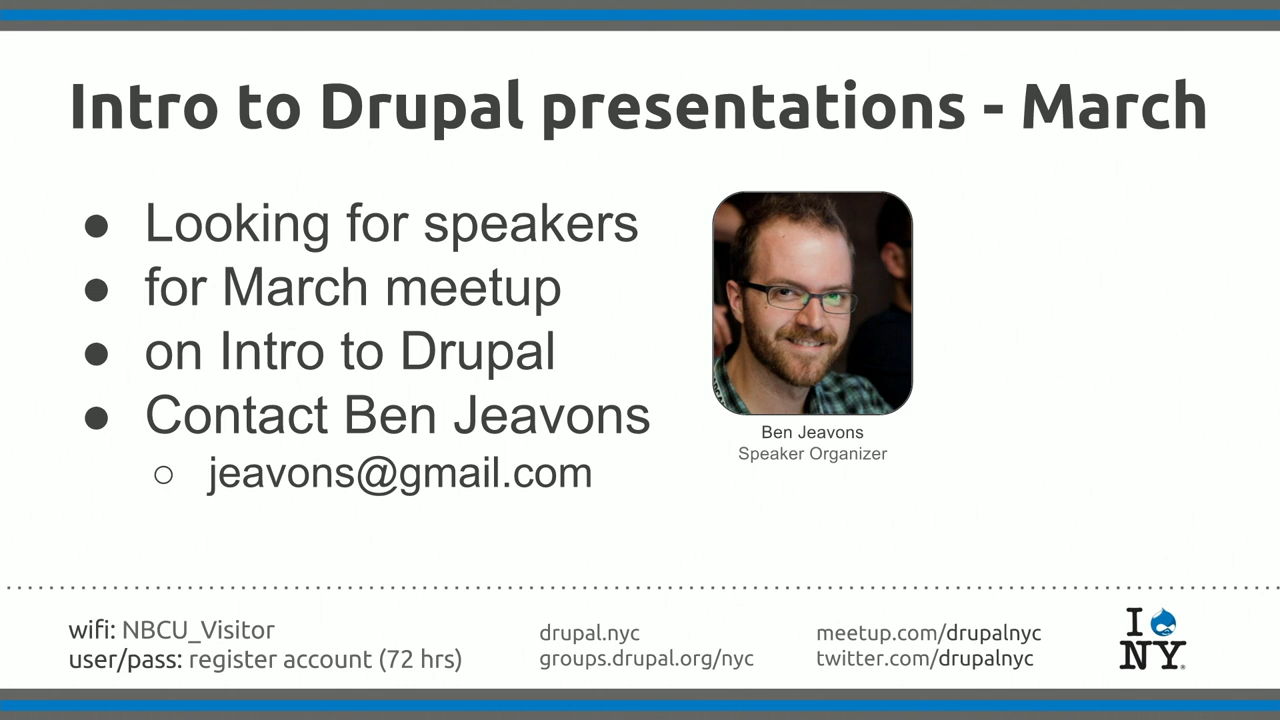 Intro to Drupal presentations - March
● Looking for speakers
● for March meetup
● on Intro to Drupal
● Contact Ben Jeavons
○ jeavons@gmail.com
Ben Jeavons
Speaker Organizer
wifi: NBCU_Visitor
user/pass: register account (72 hrs)
drupal.nyc
groups.drupal.org/nyc
meetup.com/drupalnyc
twitter.com/drupalnyc
I
NY